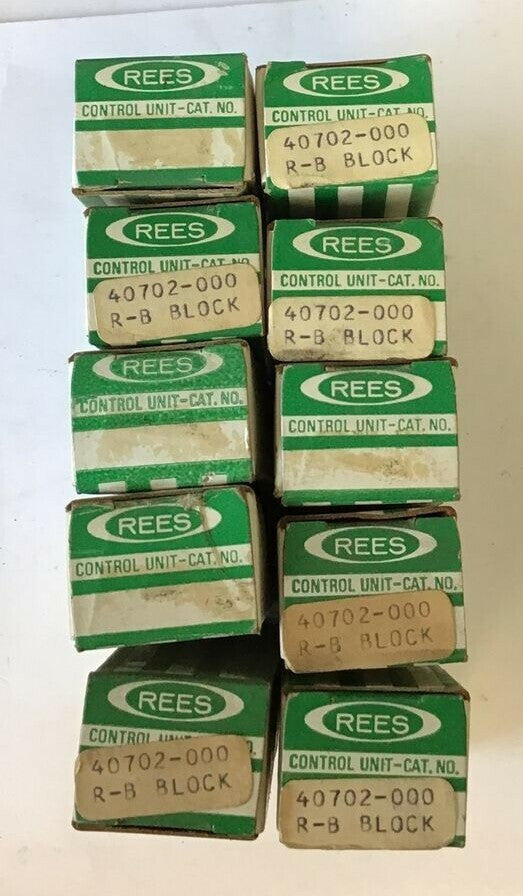 REES
CONTROL UNIT-CAT. NO.
REES
CONTROL UNIT-CAT. NO.
40702-000
R-B BLOCK
REES
CONTROL UNIT-CAT. NO.
40702-000
R-B BLOCK
REES
CONTROL UNIT-CAT. NO.
40702-000
R-B BLOCK
REES
CONTROL UNIT-CAT. NO.
REES
CONTROL UNIT-CAT. NO.
REES
CONTROL UNIT-CAT. NO.
REES
CONTROL UNIT-CAT. NO.
40702-000
R-B BLOCK
REES
CONTROL UNIT-CAT. NO.
40702-000
R-B BLOCK
REES
CONTROL UNIT-CAT. NO.
40702-000
R-B BLOCK